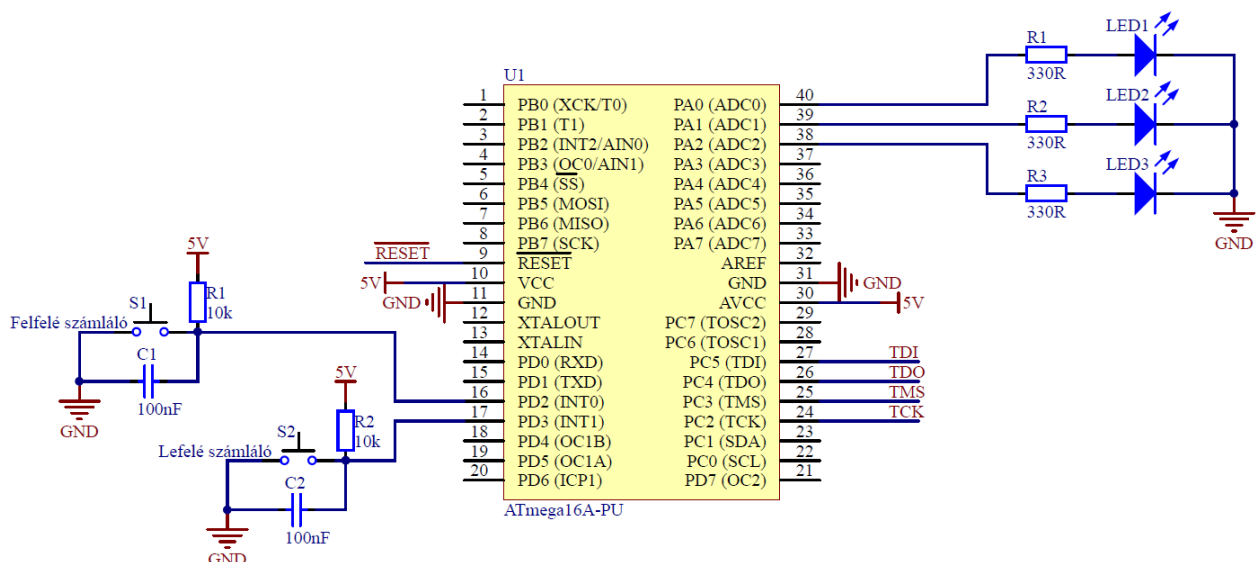 U1
1 PB0 (XCK/T0) PA0 (ADC0) 40
2 PB1 (T1) PA1 (ADC1) 39
3 PB2 (INT2/AIN0) PA2 (ADC2) 38
4 PB3 (OC0/AIN1) PA3 (ADC3) 37
5 PB4 (SS) PA4 (ADC4) 36
6 PB5 (MOSI) PA5 (ADC5) 35
7 PB6 (MISO) PA6 (ADC6) 34
8 PB7 (SCK) PA7 (ADC7) 33
RESET 9 RESET AREF 32
5V 10 VCC GND 31 GND
GND 11 GND AVCC 30 5V
12 XTALOUT PC7 (TOSC2) 29
13 XTALIN PC6 (TOSC1) 28
14 PD0 (RXD) PC5 (TDI) 27 TDI
15 PD1 (TXD) PC4 (TDO) 26 TDO
16 PD2 (INT0) PC3 (TMS) 25 TMS
17 PD3 (INT1) PC2 (TCK) 24 TCK
18 PD4 (OC1B) PC1 (SDA) 23
19 PD5 (OC1A) PC0 (SCL) 22
20 PD6 (ICP1) PD7 (OC2) 21
ATmega16A-PU
R1
330R
LED1
R2
330R
LED2
R3
330R
LED3
GND
5V
R1
10k
S1
Felfelé számláló
C1
100nF
GND
5V
R2
10k
S2
Lefelé számláló
C2
100nF
GND